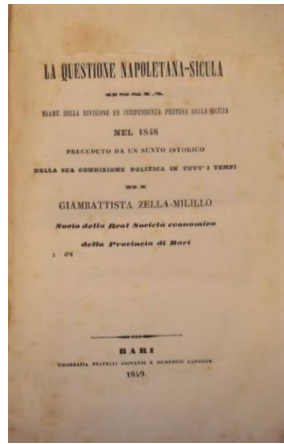 LA QUESTIONE NAPOLETANA-SICULA
OSSIA
ESAME DELLA DIVISIONE ED INDIPENDENZA PRETESA DALLA SICILIA
NEL 1848
PRECEDUTO DA UN SUNTO ISTORICO
DELLA SUA CONDIZIONE POLITICA IN TUTT' I TEMPI
DI
GIAMBATTISTA ZELLA-MILILLO
Socio della Real Società economica
della Provincia di Bari
BARI
TIPOGRAFIA FRATELLI GIOVANNI E DOMENICO CANNONE
1849.